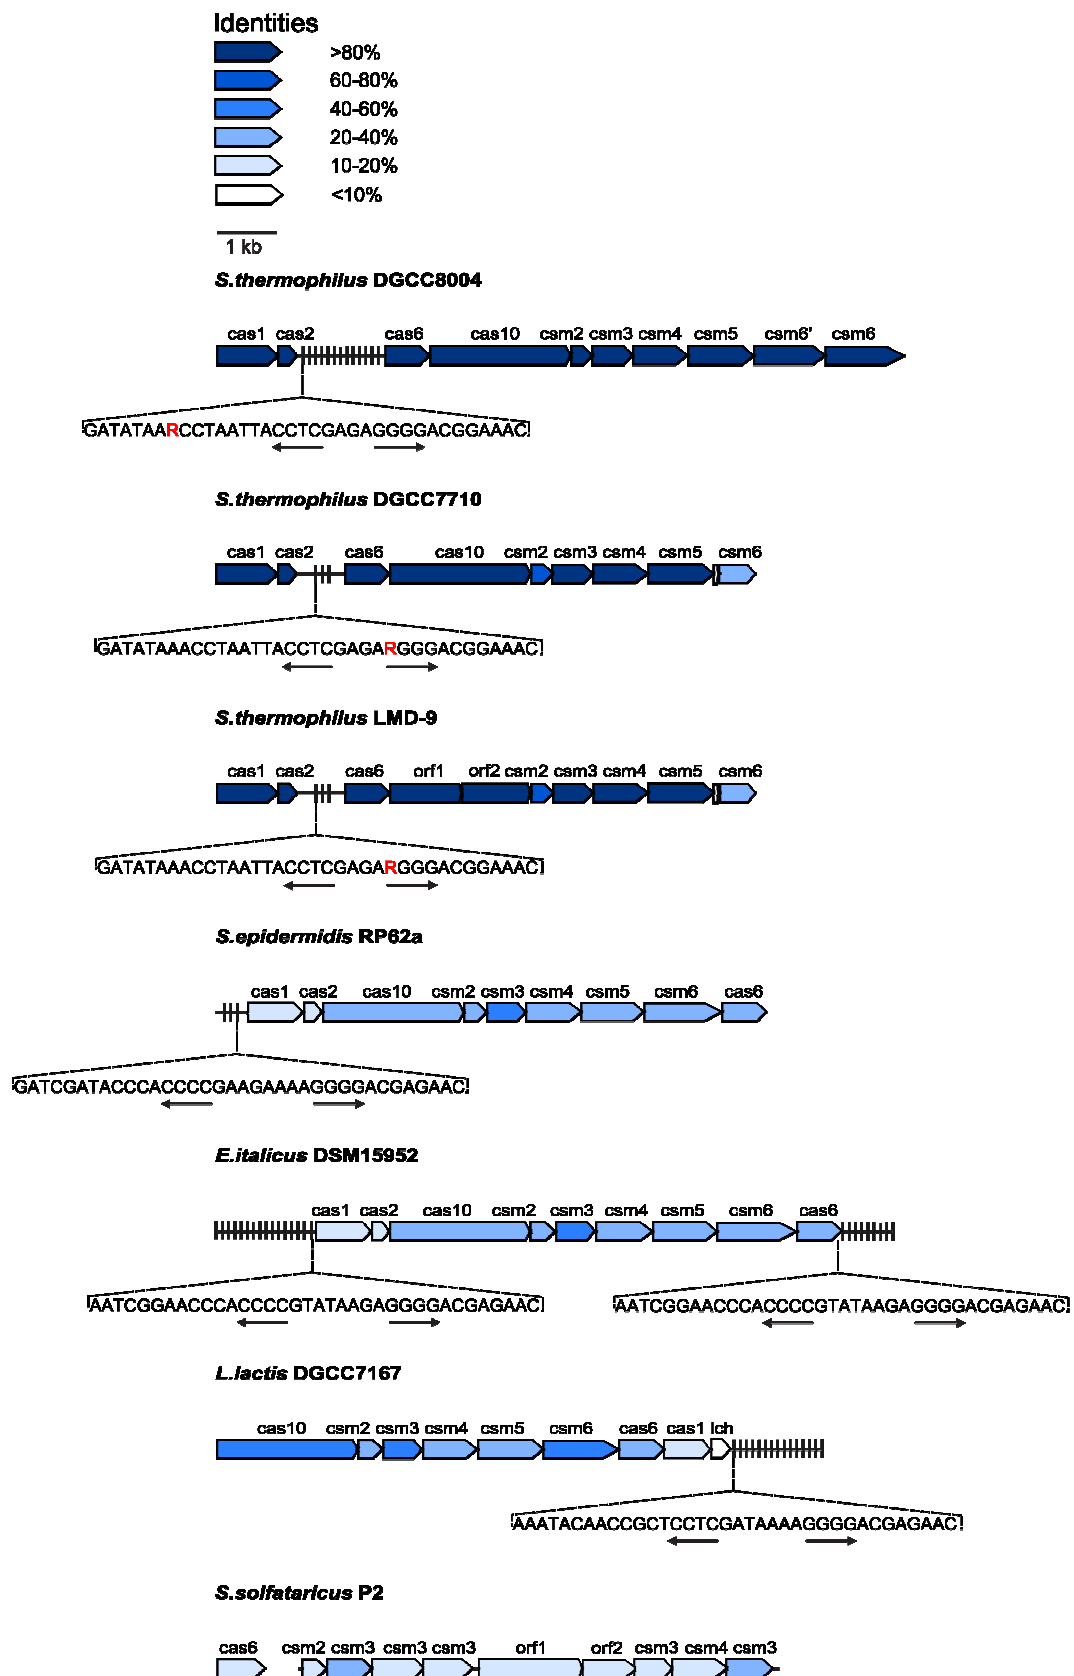 Identities
>80%
60-80%
40-60%
20-40%
10-20%
<10%
1 kb
S.thermophilus DGCC8004
cas1 cas2 cas6 cas10 csm2 csm3 csm4 csm5 csm6' csm6
GATATAARCCTAATTACCTCGAGAGGGGACGGAAAC
S.thermophilus DGCC7710
cas1 cas2 cas6 cas10 csm2 csm3 csm4 csm5 csm6
GATATAAACCTAATTACCTCGAGARGGGACGGAAAC
S.thermophilus LMD-9
cas1 cas2 cas6 orf1 orf2 csm2 csm3 csm4 csm5 csm6
GATATAAACCTAATTACCTCGAGARGGGACGGAAAC
S.epidermidis RP62a
cas1 cas2 cas10 csm2 csm3 csm4 csm5 csm6 cas6
GATCGATACCCACCCCGAAGAAAAGGGGACGAGAAC
E.italicus DSM15952
cas1 cas2 cas10 csm2 csm3 csm4 csm5 csm6 cas6
AATCGGAACCCACCCCGTATAAGAGGGGACGAGAAC AATCGGAACCCACCCCGTATAAGAGGGGACGAGAAC
L.lactis DGCC7167
cas10 csm2 csm3 csm4 csm5 csm6 cas6 cas1 lch
AAATACAACCGCTCCTCGATAAAAGGGGACGAGAAC
S.solfataricus P2
cas6 csm2 csm3 csm3 csm3 orf1 orf2 csm3 csm4 csm3